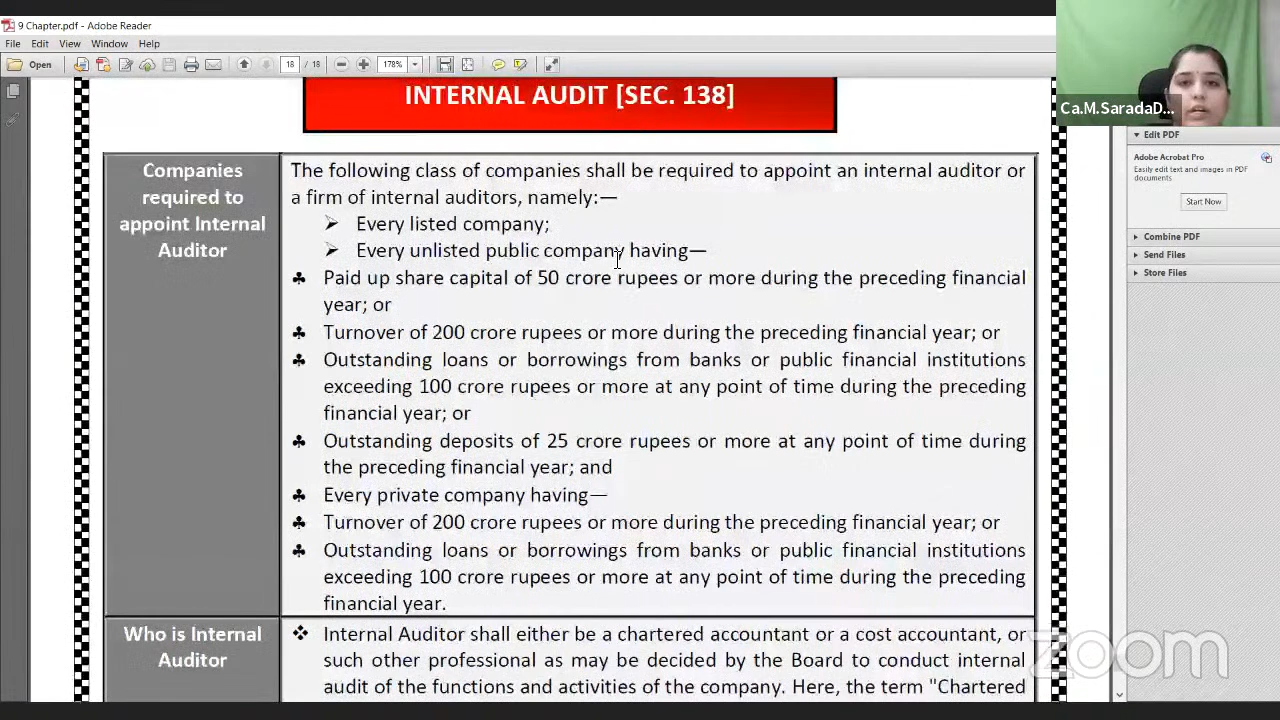 9 Chapter.pdf - Adobe Reader
File Edit View Window Help
Open 18 / 18 178%
Ca.M.SaradaD...
INTERNAL AUDIT [SEC. 138]
Companies
required to
appoint Internal
Auditor
The following class of companies shall be required to appoint an internal auditor or
a firm of internal auditors, namely:—
➢ Every listed company;
➢ Every unlisted public company having—
♣ Paid up share capital of 50 crore rupees or more during the preceding financial
year; or
♣ Turnover of 200 crore rupees or more during the preceding financial year; or
♣ Outstanding loans or borrowings from banks or public financial institutions
exceeding 100 crore rupees or more at any point of time during the preceding
financial year; or
♣ Outstanding deposits of 25 crore rupees or more at any point of time during
the preceding financial year; and
♣ Every private company having—
♣ Turnover of 200 crore rupees or more during the preceding financial year; or
♣ Outstanding loans or borrowings from banks or public financial institutions
exceeding 100 crore rupees or more at any point of time during the preceding
financial year.
Who is Internal
Auditor
❖ Internal Auditor shall either be a chartered accountant or a cost accountant, or
such other professional as may be decided by the Board to conduct internal
audit of the functions and activities of the company. Here, the term "Chartered
Edit PDF
Adobe Acrobat Pro
Easily edit text and images in PDF
documents
Start Now
Combine PDF
Send Files
Store Files
zoom